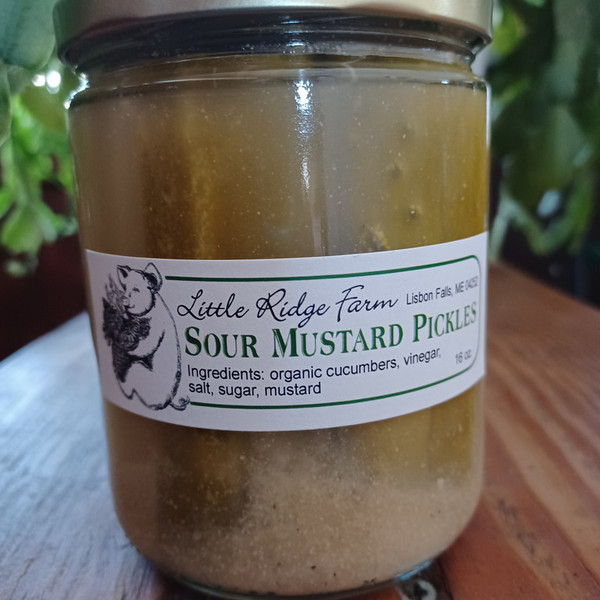 Little Ridge Farm Lisbon Falls, ME 04252
SOUR MUSTARD PICKLES
Ingredients: organic cucumbers, vinegar, 16 oz.
salt, sugar, mustard